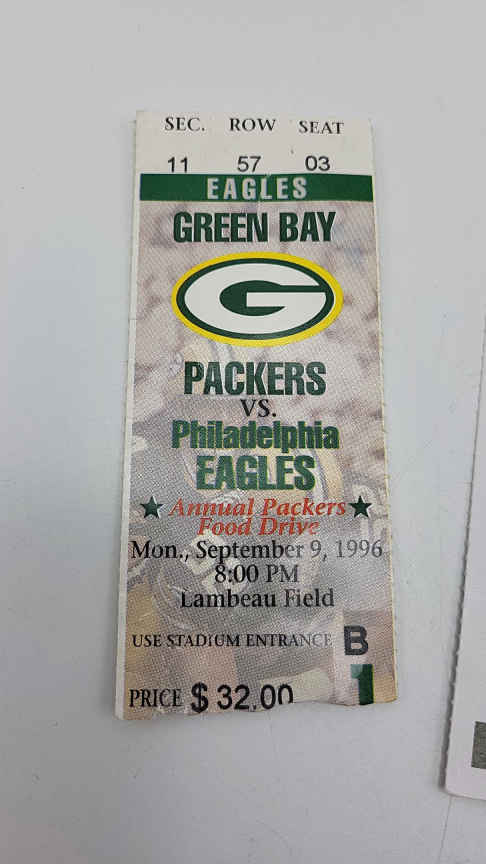 SEC. ROW SEAT
11 57 03
EAGLES
GREEN BAY
G
PACKERS
VS.
Philadelphia
EAGLES
Annual Packers
Food Drive
Mon., September 9, 1996
8:00 PM
Lambeau Field
USE STADIUM ENTRANCE B
PRICE $ 32.00 1